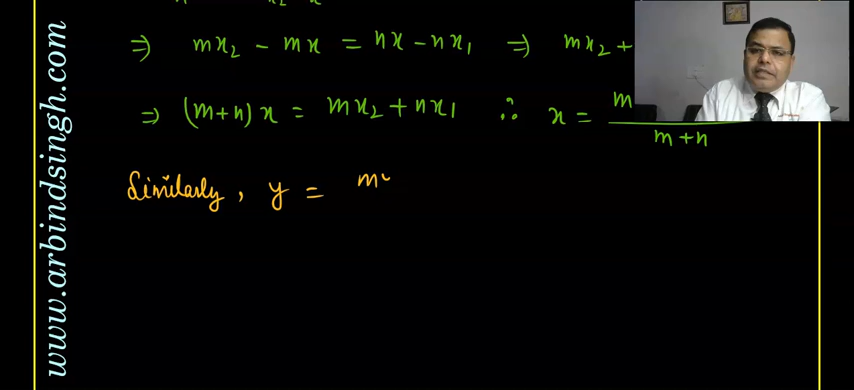 ⇒ mx₂ - mx = nx - nx₁ ⇒ mx₂ +
⇒ (m+n) x = mx₂ + nx₁ ∴ x = m
m+n
Similarly, y =
www.arbindsingh.com